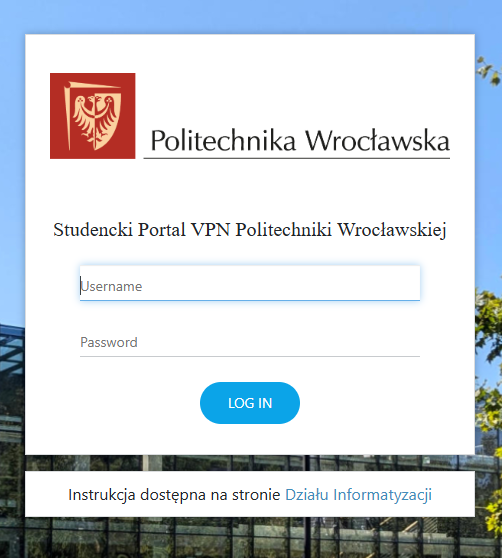 Politechnika Wrocławska
Studencki Portal VPN Politechniki Wrocławskiej
Username
Password
LOG IN
Instrukcja dostępna na stronie Działu Informatyzacji